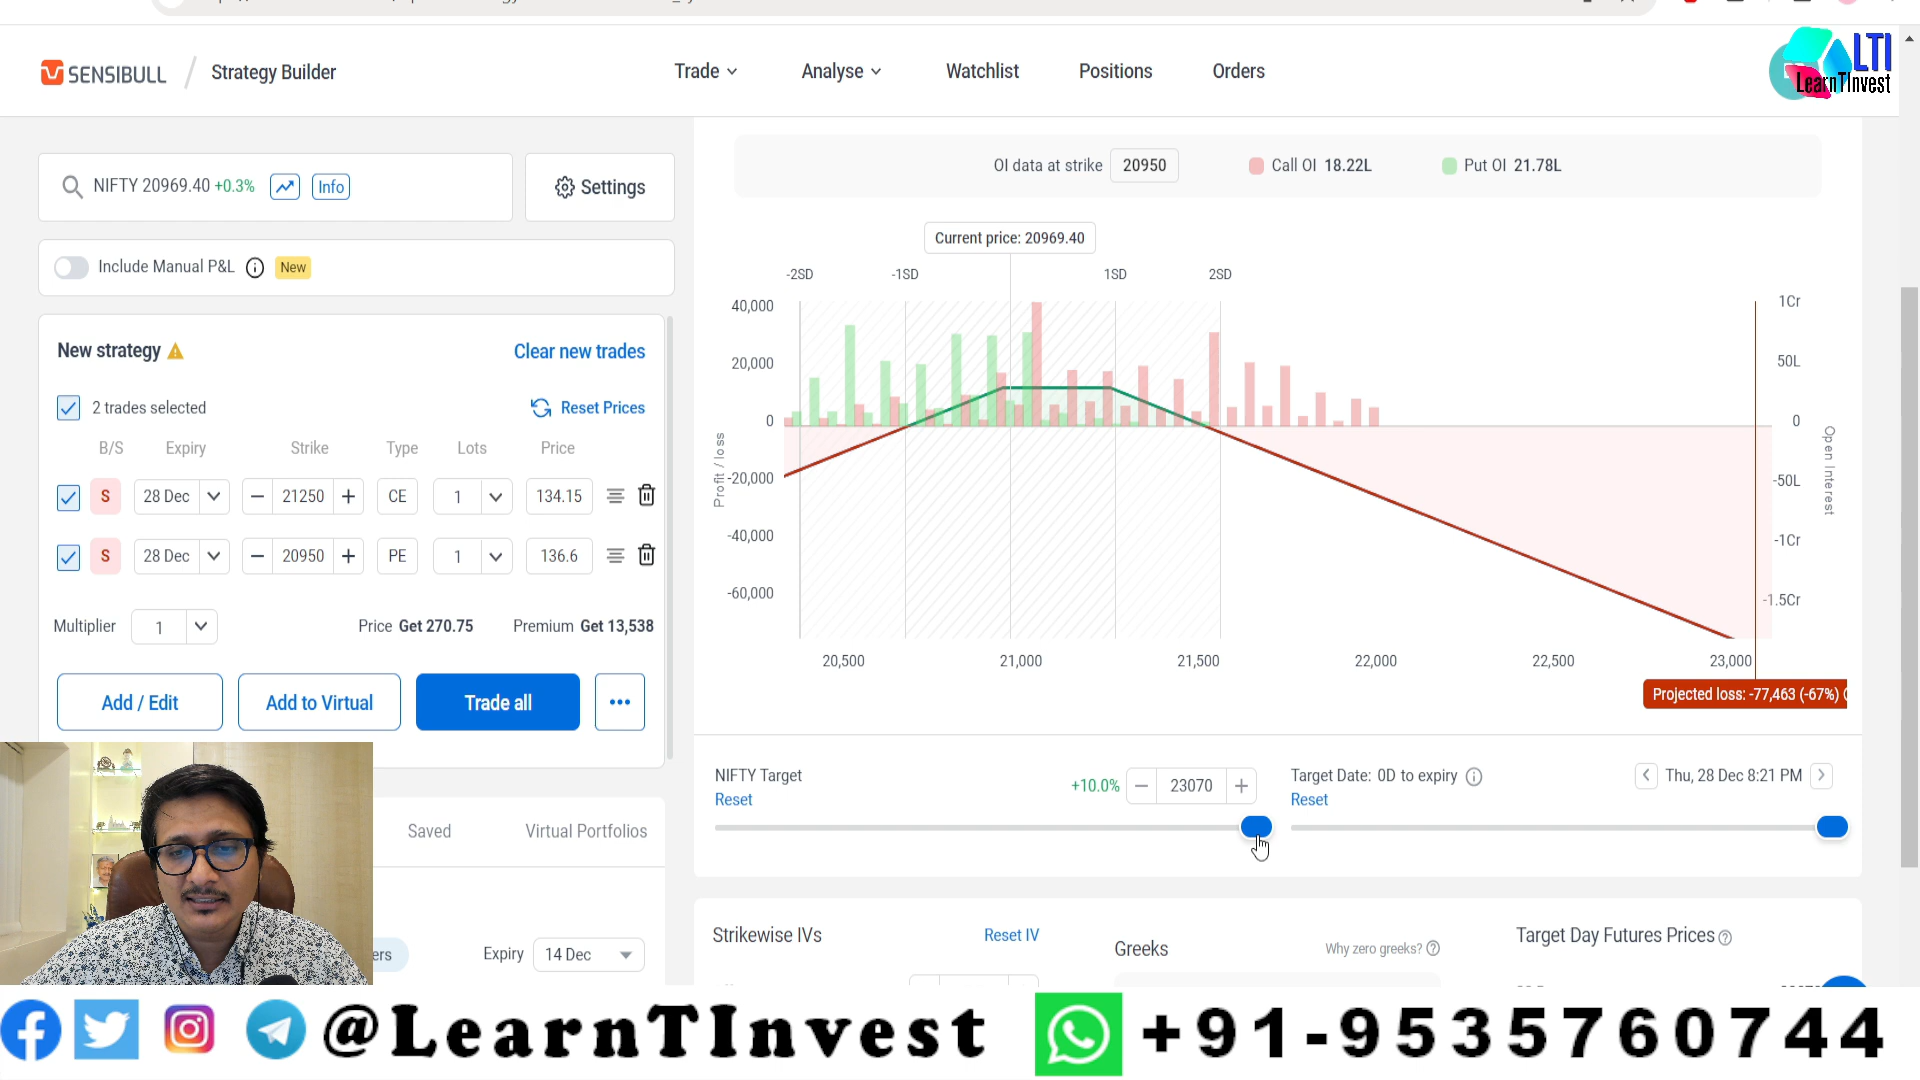 SENSIBULL / Strategy Builder
Trade
Analyse
Watchlist
Positions
Orders
LTI
LearnTInvest
NIFTY 20969.40 +0.3%
Info
Settings
Include Manual P&L
New
New strategy
Clear new trades
2 trades selected
Reset Prices
B/S Expiry Strike Type Lots Price
S 28 Dec − 21250 + CE 1 134.15
S 28 Dec − 20950 + PE 1 136.6
Multiplier 1 Price Get 270.75 Premium Get 13,538
Add / Edit
Add to Virtual
Trade all
Saved
Virtual Portfolios
ers
Expiry 14 Dec
OI data at strike 20950 Call OI 18.22L Put OI 21.78L
Current price: 20969.40
-2SD -1SD 1SD 2SD
40,000
20,000
0
-20,000
-40,000
-60,000
Profit / loss
1Cr
50L
0
-50L
-1Cr
-1.5Cr
Open Interest
20,500 21,000 21,500 22,000 22,500 23,000
Projected loss: -77,463 (-67%)
NIFTY Target
Reset
+10.0% − 23070 +
Target Date: 0D to expiry
Reset
Thu, 28 Dec 8:21 PM
Strikewise IVs
Reset IV
Greeks
Why zero greeks?
Target Day Futures Prices
@LearnTInvest +91-9535760744